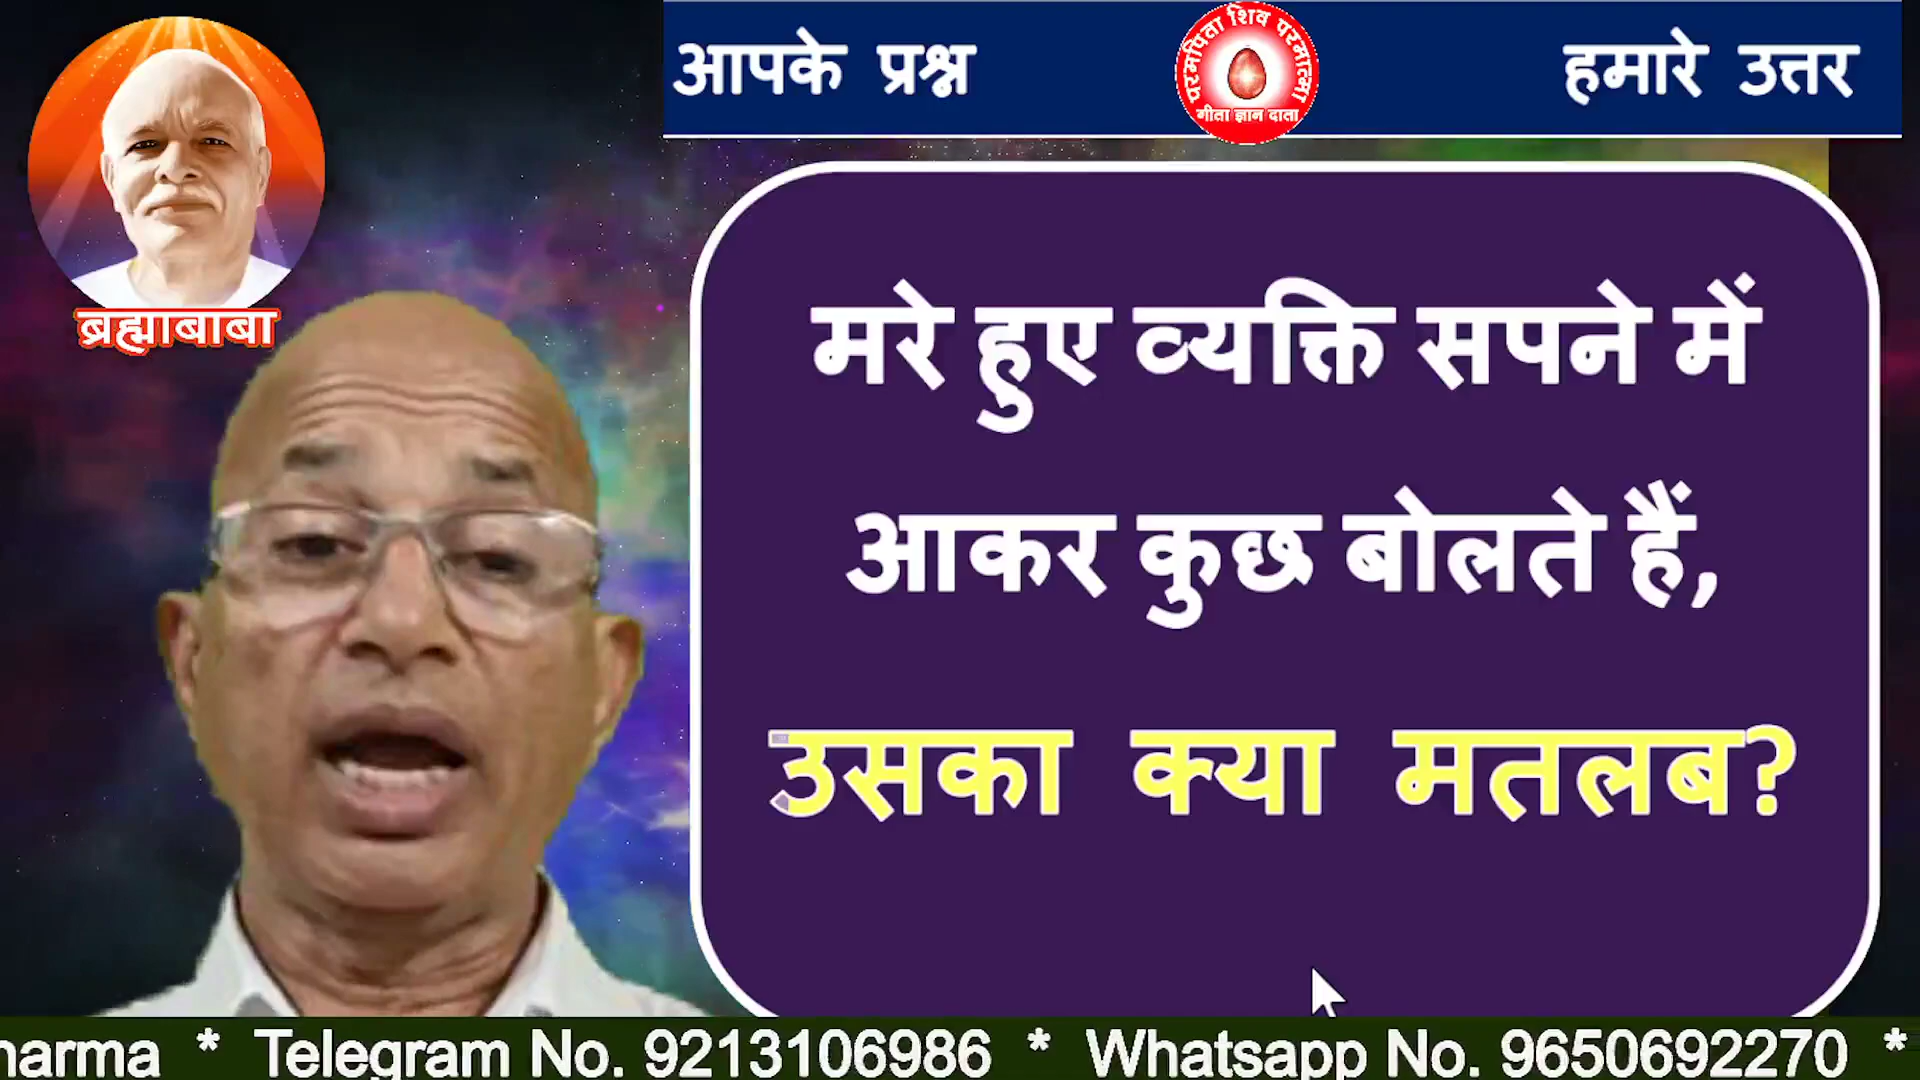 आपके प्रश्न
परमपिता शिव परमात्मा
गीता ज्ञान दाता
हमारे उत्तर
ब्रह्माबाबा
मरे हुए व्यक्ति सपने में
आकर कुछ बोलते हैं,
उसका क्या मतलब?
harma * Telegram No. 9213106986 * Whatsapp No. 9650692270 *